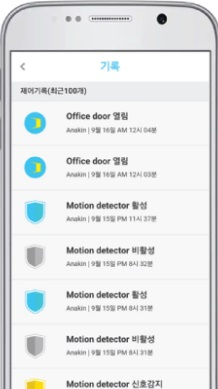 기록
제어기록(최근100개)
Office door 열림
Anakin | 9월 16일 AM 12시 04분
Office door 열림
Anakin | 9월 16일 AM 12시 03분
Motion detector 활성
Anakin | 9월 15일 PM 11시 37분
Motion detector 비활성
Anakin | 9월 15일 PM 8시 32분
Motion detector 활성
Anakin | 9월 15일 PM 8시 31분
Motion detector 비활성
Anakin | 9월 15일 PM 8시 31분
Motion detector 신호감지